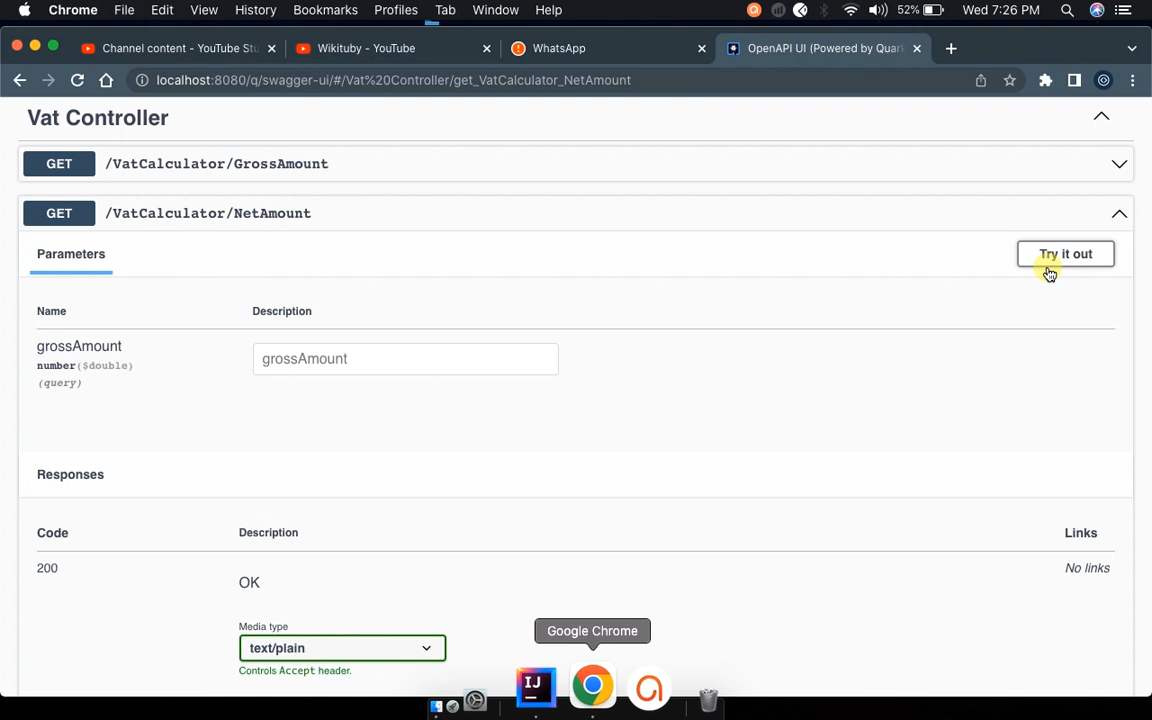 Chrome File Edit View History Bookmarks Profiles Tab Window Help 52% Wed 7:26 PM
Channel content - YouTube Stu Wikituby - YouTube WhatsApp OpenAPI UI (Powered by Quark
localhost:8080/q/swagger-ui/#/Vat%20Controller/get_VatCalculator_NetAmount
Vat Controller
GET /VatCalculator/GrossAmount
GET /VatCalculator/NetAmount
Parameters Try it out
Name Description
grossAmount
number($double)
(query)
grossAmount
Responses
Code Description Links
200 No links
OK
Media type
text/plain
Controls Accept header.
Google Chrome
IJ